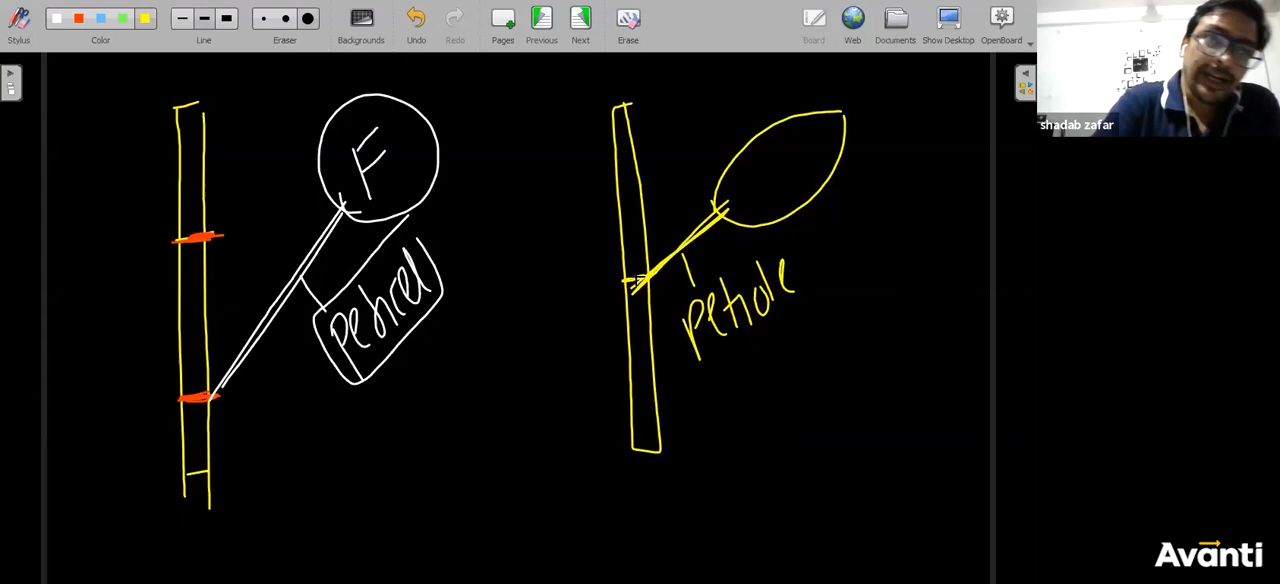 Stylus
Color
Line
Eraser
Backgrounds
Undo
Redo
Pages
Previous
Next
Erase
Board
Web
Documents
Show Desktop
OpenBoard
shadab zafar
F
Pedicel
Petiole
Avanti